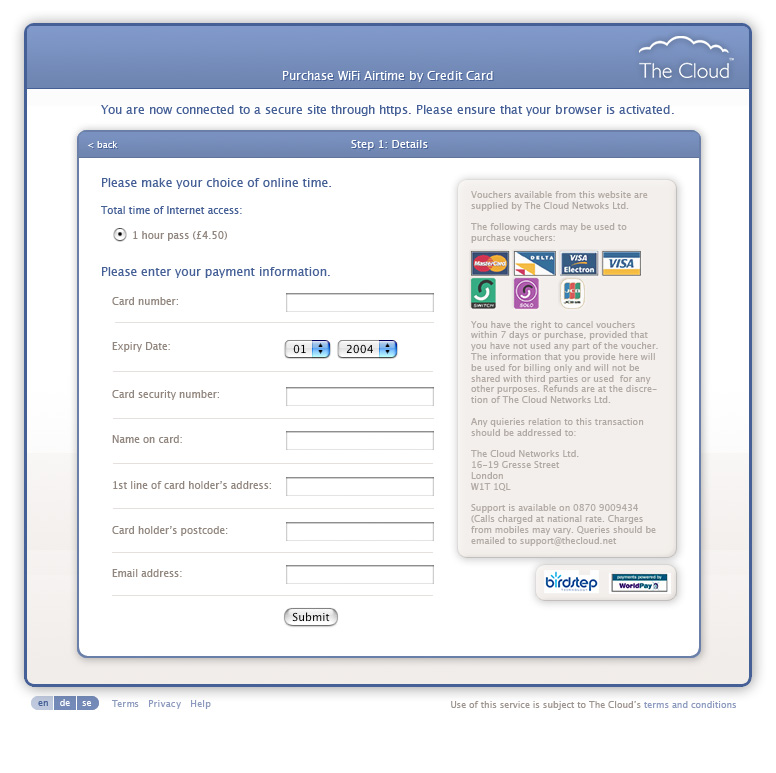 The Cloud™
Purchase WiFi Airtime by Credit Card
You are now connected to a secure site through https. Please ensure that your browser is activated.
< back
Step 1: Details
Please make your choice of online time.
Total time of Internet access:
1 hour pass (£4.50)
Please enter your payment information.
Card number:
Expiry Date:
01
2004
Card security number:
Name on card:
1st line of card holder's address:
Card holder's postcode:
Email address:
Submit
Vouchers available from this website are
supplied by The Cloud Netwoks Ltd.
The following cards may be used to
purchase vouchers:
MasterCard
DELTA
VISA Electron
VISA
SWITCH
SOLO
JCB
You have the right to cancel vouchers
within 7 days or purchase, provided that
you have not used any part of the voucher.
The information that you provide here will
be used for billing only and will not be
shared with third parties or used for any
other purposes. Refunds are at the discre-
tion of The Cloud Networks Ltd.
Any quieries relation to this transaction
should be addressed to:
The Cloud Networks Ltd.
16-19 Gresse Street
London
W1T 1QL
Support is available on 0870 9009434
(Calls charged at national rate. Charges
from mobiles may vary. Queries should be
emailed to support@thecloud.net
birdstep
TECHNOLOGY
payments powered by
WorldPay
en
de
se
Terms
Privacy
Help
Use of this service is subject to The Cloud's terms and conditions